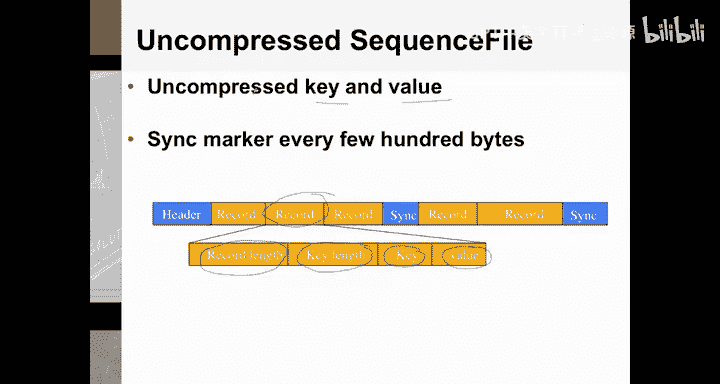 Uncompressed SequenceFile
bilibili
• Uncompressed key and value
• Sync marker every few hundred bytes
Header Record Record Record Sync Record Record Sync
Record length Key length Key value